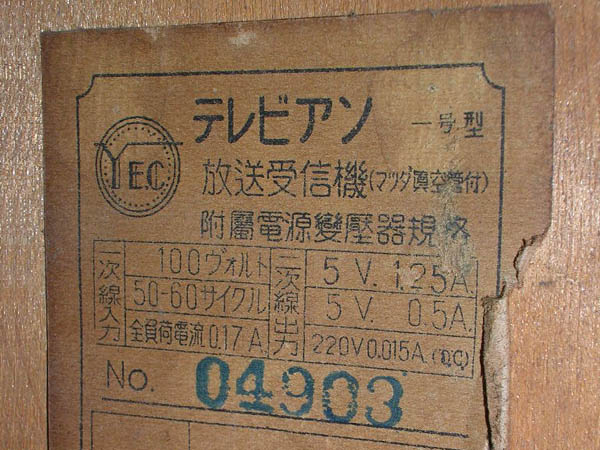 テレビアン 一号型
YEC.
放送受信機(マツダ眞空管付)
附屬電源變壓器規格
一次線入力
100ヴォルト
50-60サイクル
全負荷電流 0.17A
二次線出力
5 V. 1.25A.
5 V. 0.5A.
220V 0.015A (DC)
No. 04903